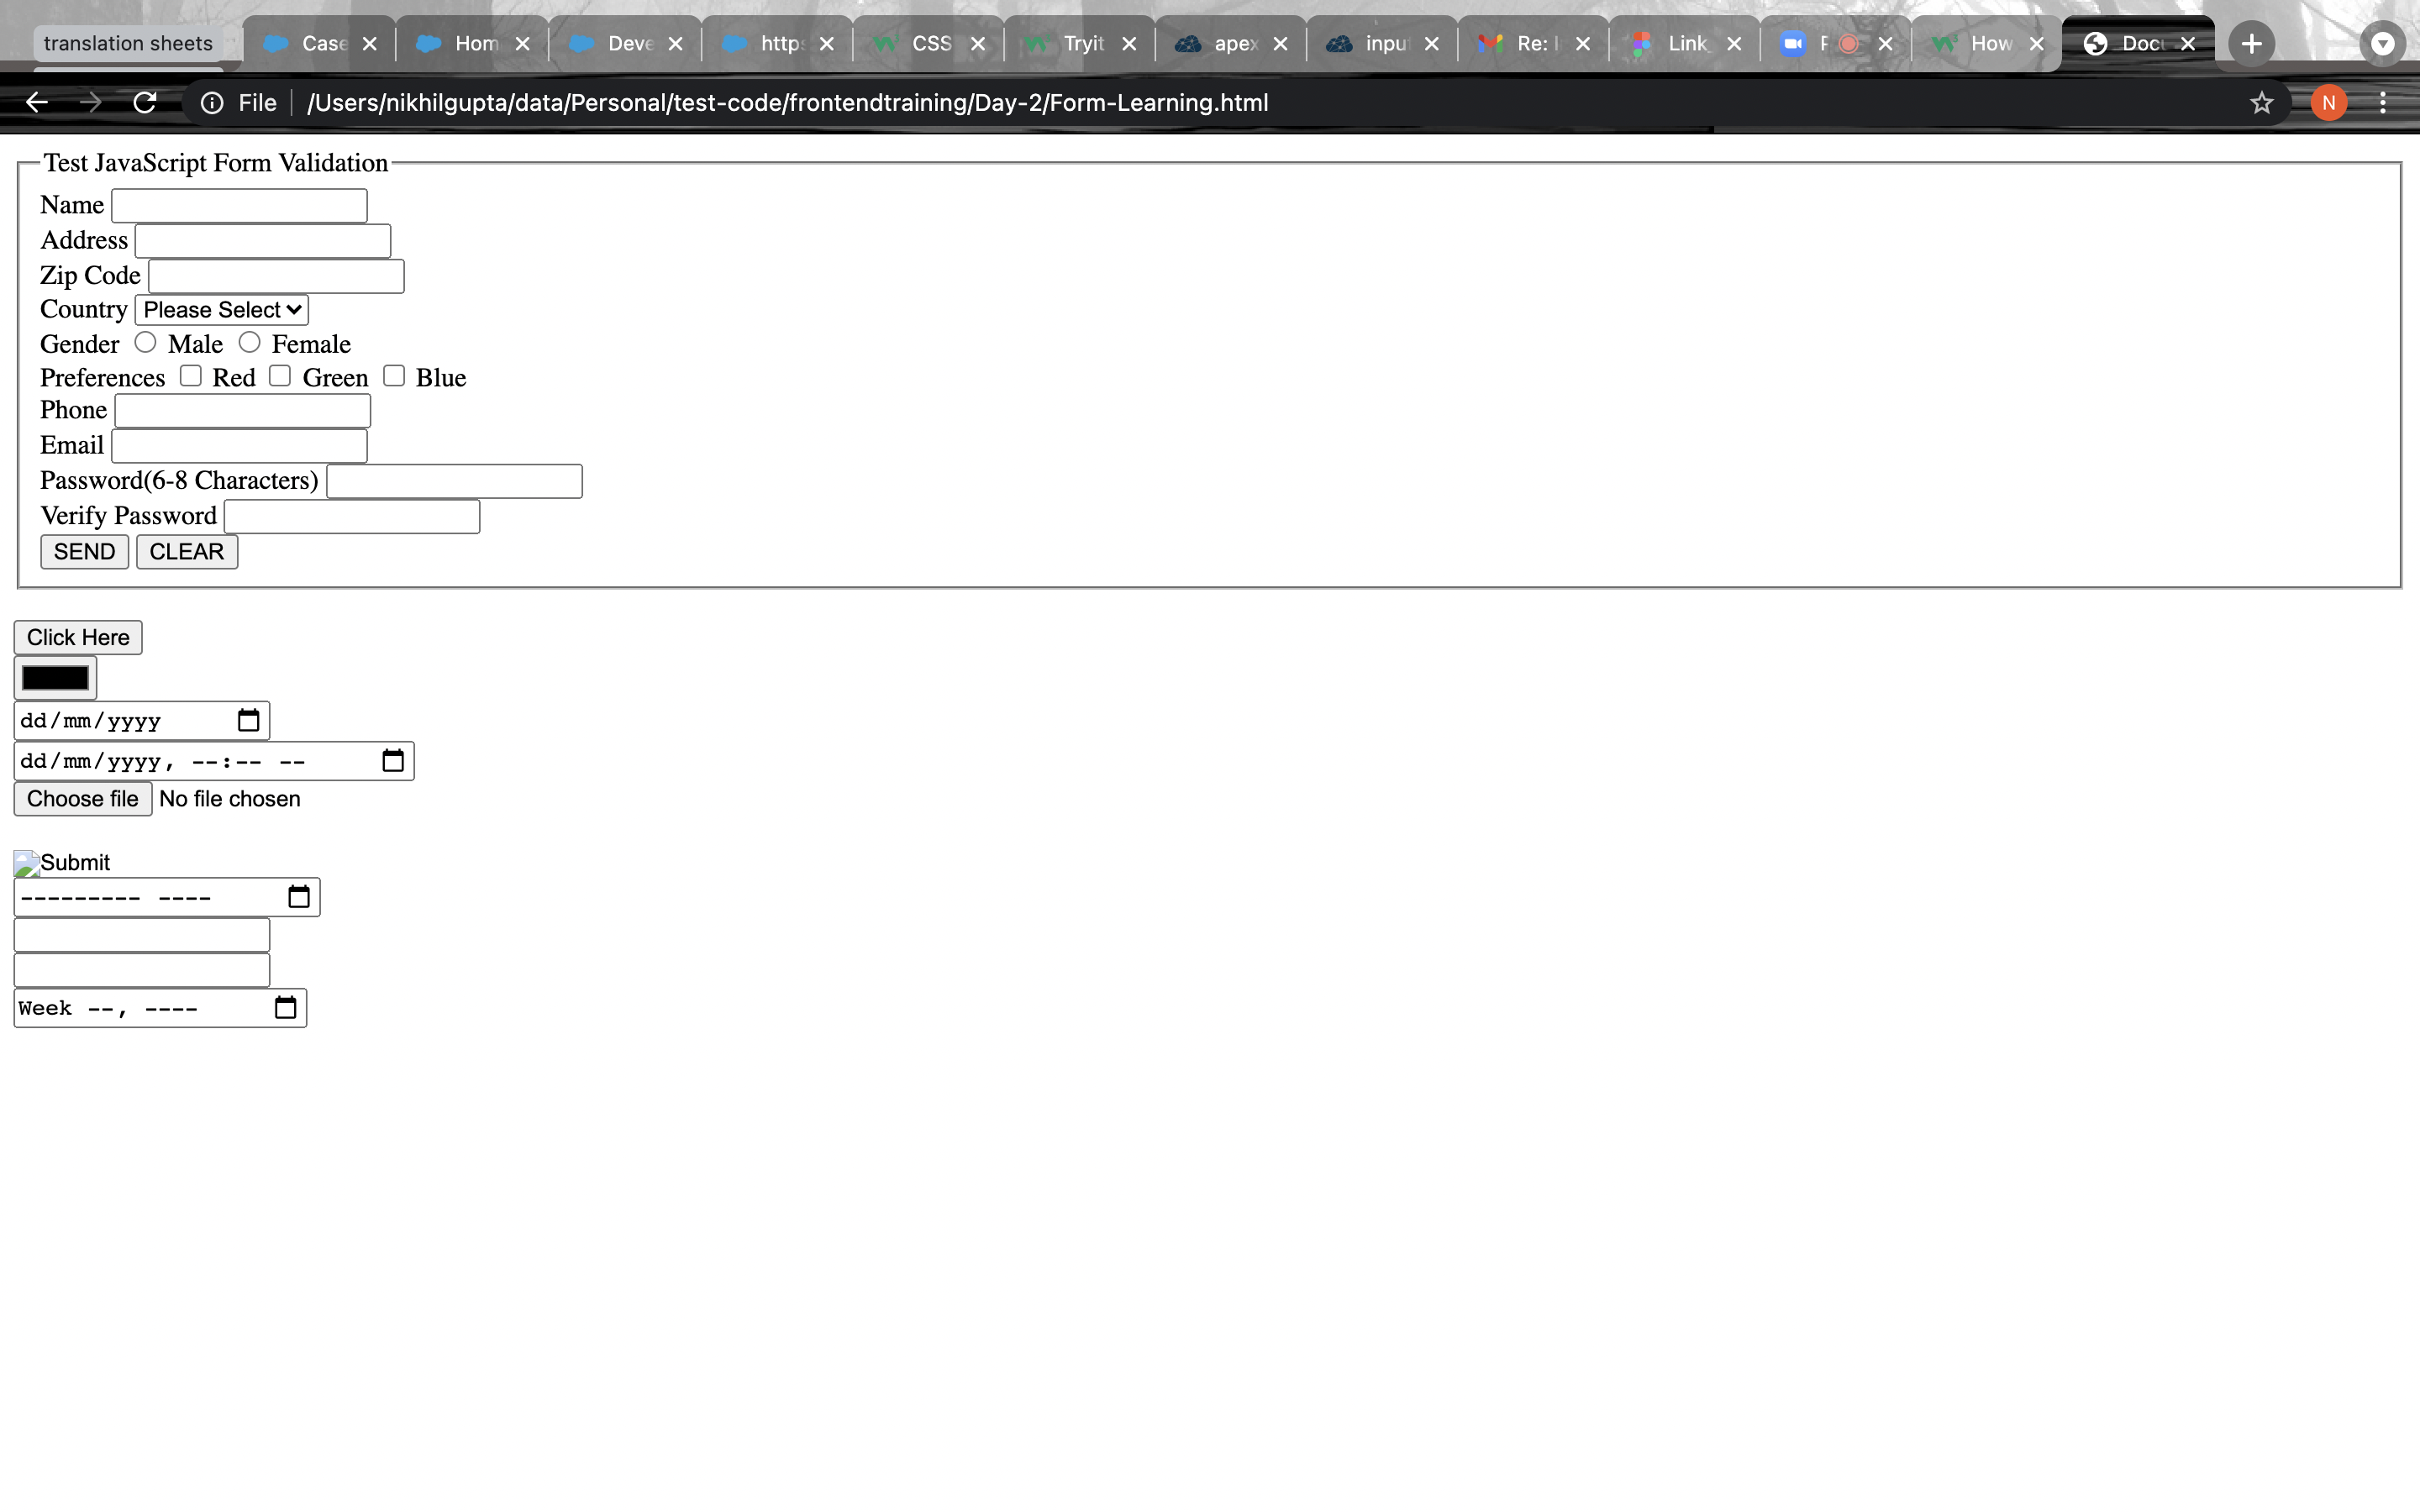 translation sheets Case Hom Deve http CSS Tryit apex inpu Re: Link F How Doc
File /Users/nikhilgupta/data/Personal/test-code/frontendtraining/Day-2/Form-Learning.html N
Test JavaScript Form Validation
Name
Address
Zip Code
Country Please Select
Gender Male Female
Preferences Red Green Blue
Phone
Email
Password(6-8 Characters)
Verify Password
SEND CLEAR
Click Here
dd/mm/yyyy
dd/mm/yyyy, --:-- --
Choose file No file chosen
Submit
--------- ----
Week --, ----